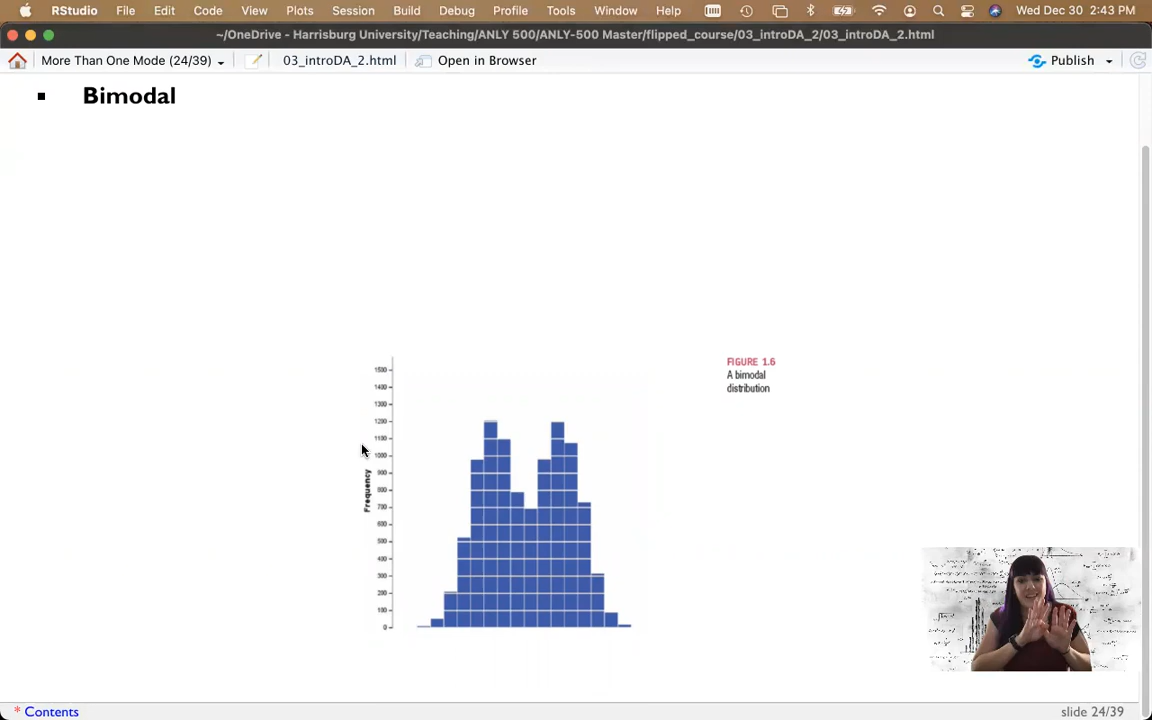 RStudio File Edit Code View Plots Session Build Debug Profile Tools Window Help Wed Dec 30 2:43 PM
~/OneDrive - Harrisburg University/Teaching/ANLY 500/ANLY-500 Master/flipped_course/03_introDA_2/03_introDA_2.html
More Than One Mode (24/39) 03_introDA_2.html Open in Browser Publish
Bimodal
FIGURE 1.6
A bimodal
distribution
1500
1400
1300
1200
1100
1000
900
800
700
600
500
400
300
200
100
0
Frequency
* Contents slide 24/39